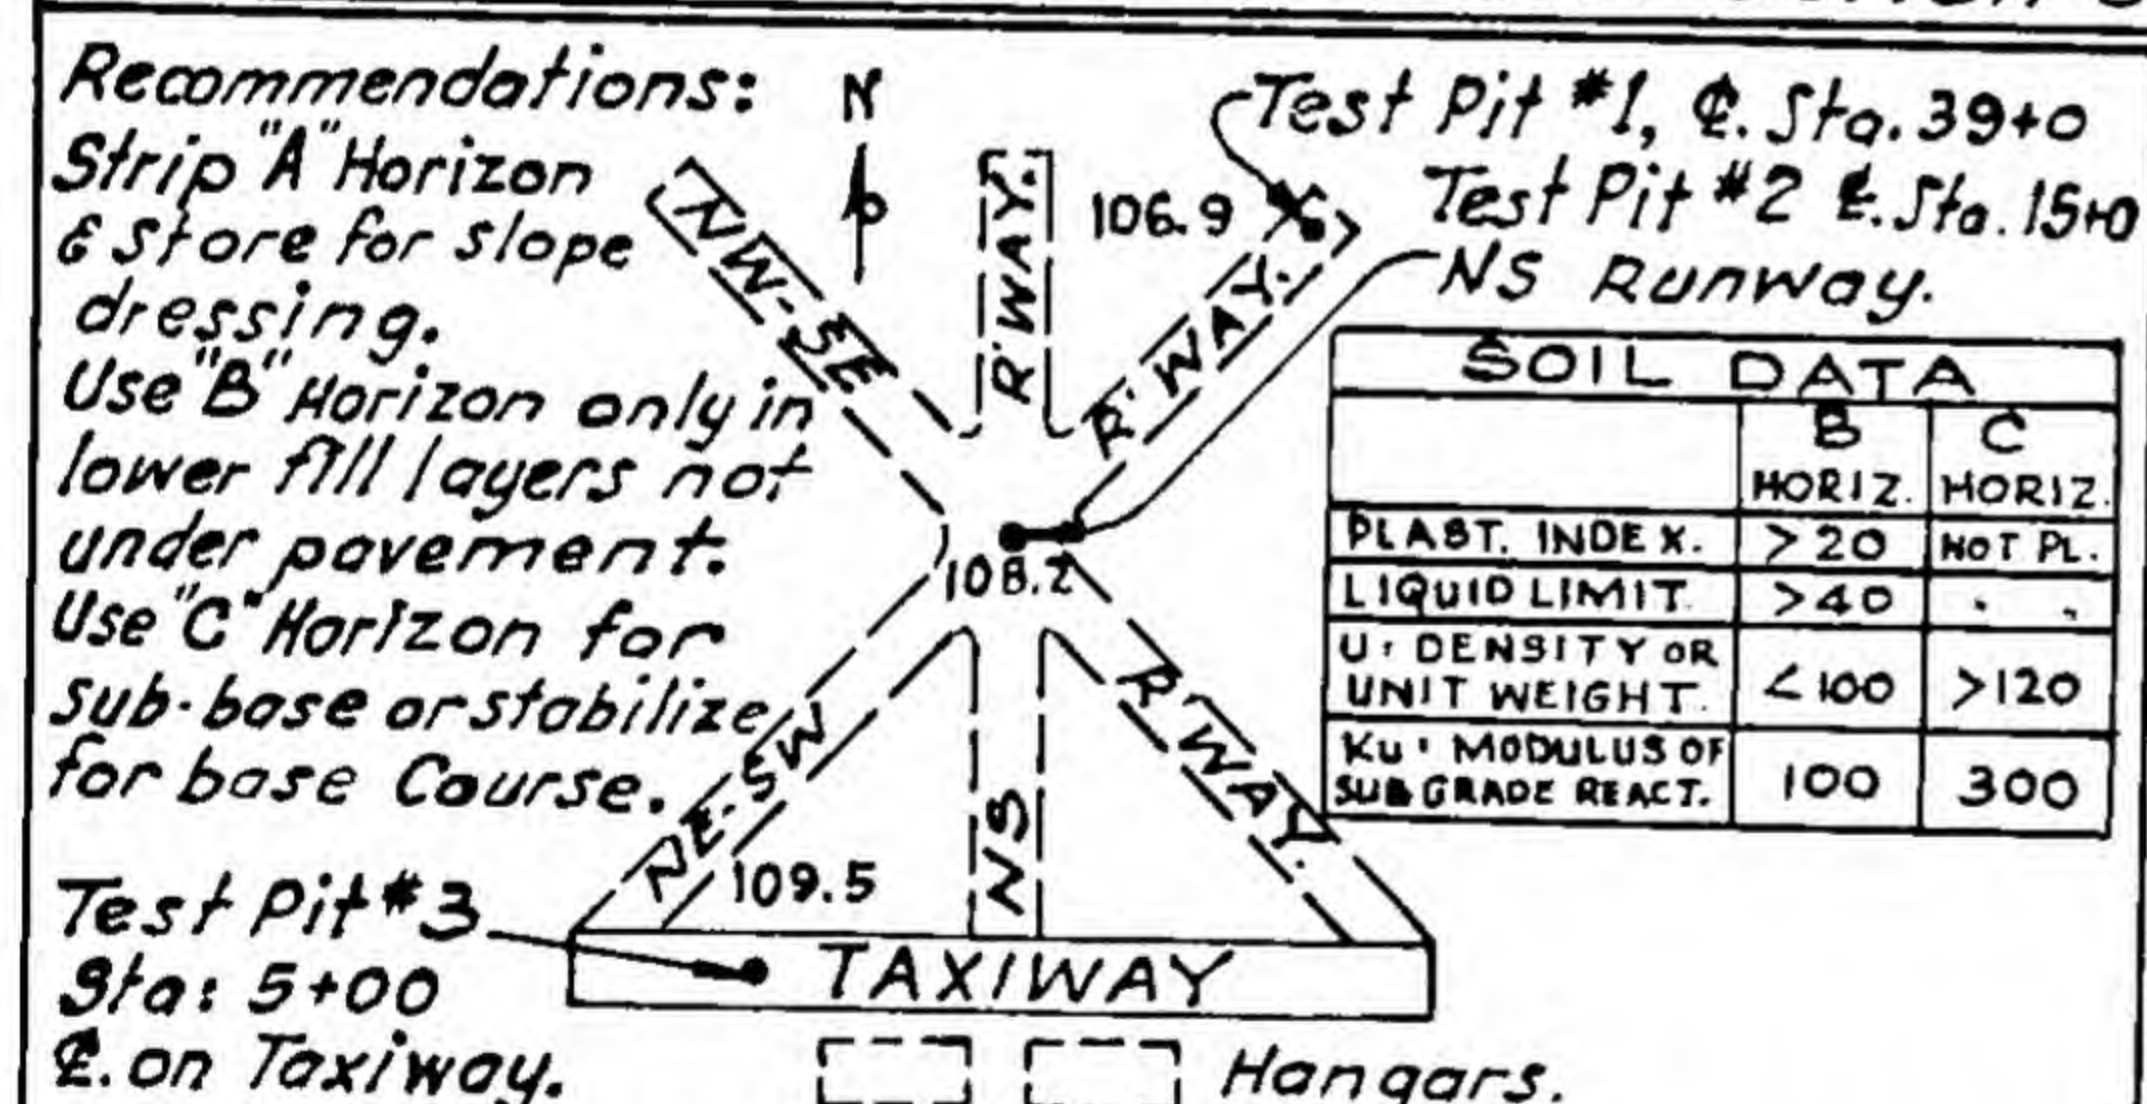 Recommendations:
Strip "A" Horizon
& store for slope
dressing.
Use "B" Horizon only in
lower fill layers not
under pavement.
Use "C" Horizon for
sub-base or stabilize
for base Course.
N
Test Pit #1, ℄. Sta. 39+0
Test Pit #2 ℄. Sta. 15+0
NS Runway.
NW-SE
R'WAY.
106.9
R'WAY.
108.2
NE-SW
109.5
NS
R'WAY.
SOIL DATA
B HORIZ. C HORIZ.
PLAST. INDEX. >20 NOT PL.
LIQUID LIMIT. >40 " "
U: DENSITY OR
UNIT WEIGHT. <100 >120
Ku: MODULUS OF
SUBGRADE REACT. 100 300
Test Pit #3
Sta: 5+00
℄. on Taxiway.
TAXIWAY
Hangars.